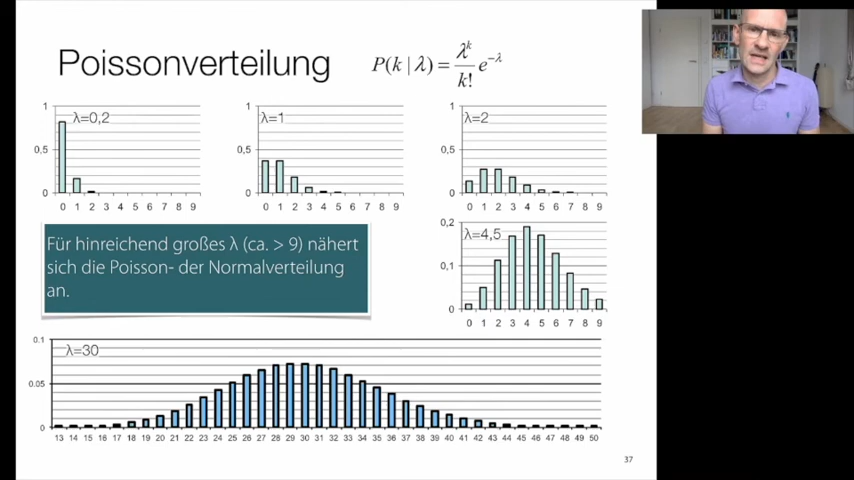 Poissonverteilung
P(k | λ) = λ^k / k! e^−λ
1
0,5
0
λ=0,2
0 1 2 3 4 5 6 7 8 9
1
0,5
0
λ=1
0 1 2 3 4 5 6 7 8 9
1
0,5
0
λ=2
0 1 2 3 4 5 6 7 8 9
Für hinreichend großes λ (ca. > 9) nähert
sich die Poisson- der Normalverteilung
an.
0,2
0,1
0
λ=4,5
0 1 2 3 4 5 6 7 8 9
0.1
0.05
0
λ=30
13 14 15 16 17 18 19 20 21 22 23 24 25 26 27 28 29 30 31 32 33 34 35 36 37 38 39 40 41 42 43 44 45 46 47 48 49 50
37